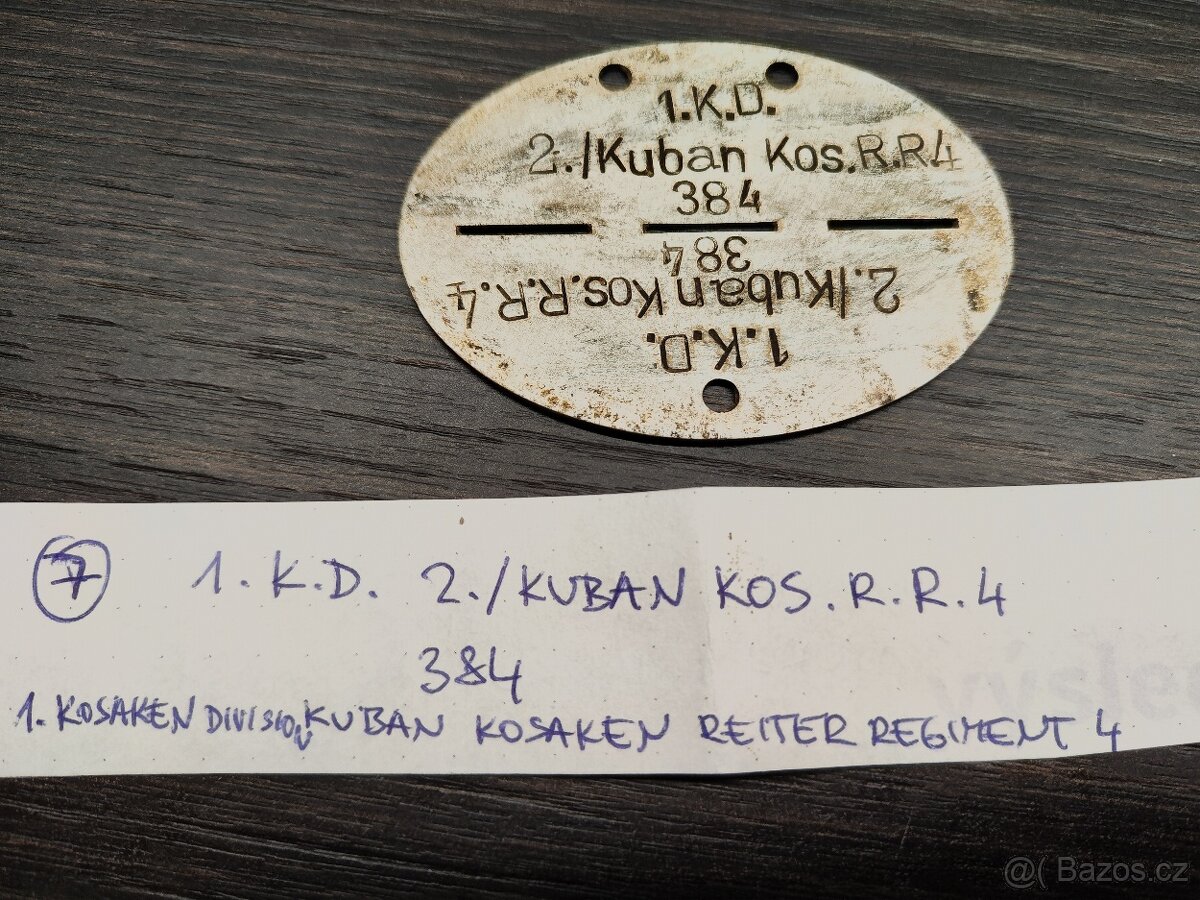 1.K.D.
2./Kuban Kos.R.R4
384
384
2./Kuban Kos.R.R.4
1.K.D.
7 1. K.D. 2./KUBAN KOS.R.R.4
384
1. KOSAKEN DIVISION KUBAN KOSAKEN REITER REGIMENT 4
@( Bazos.cz